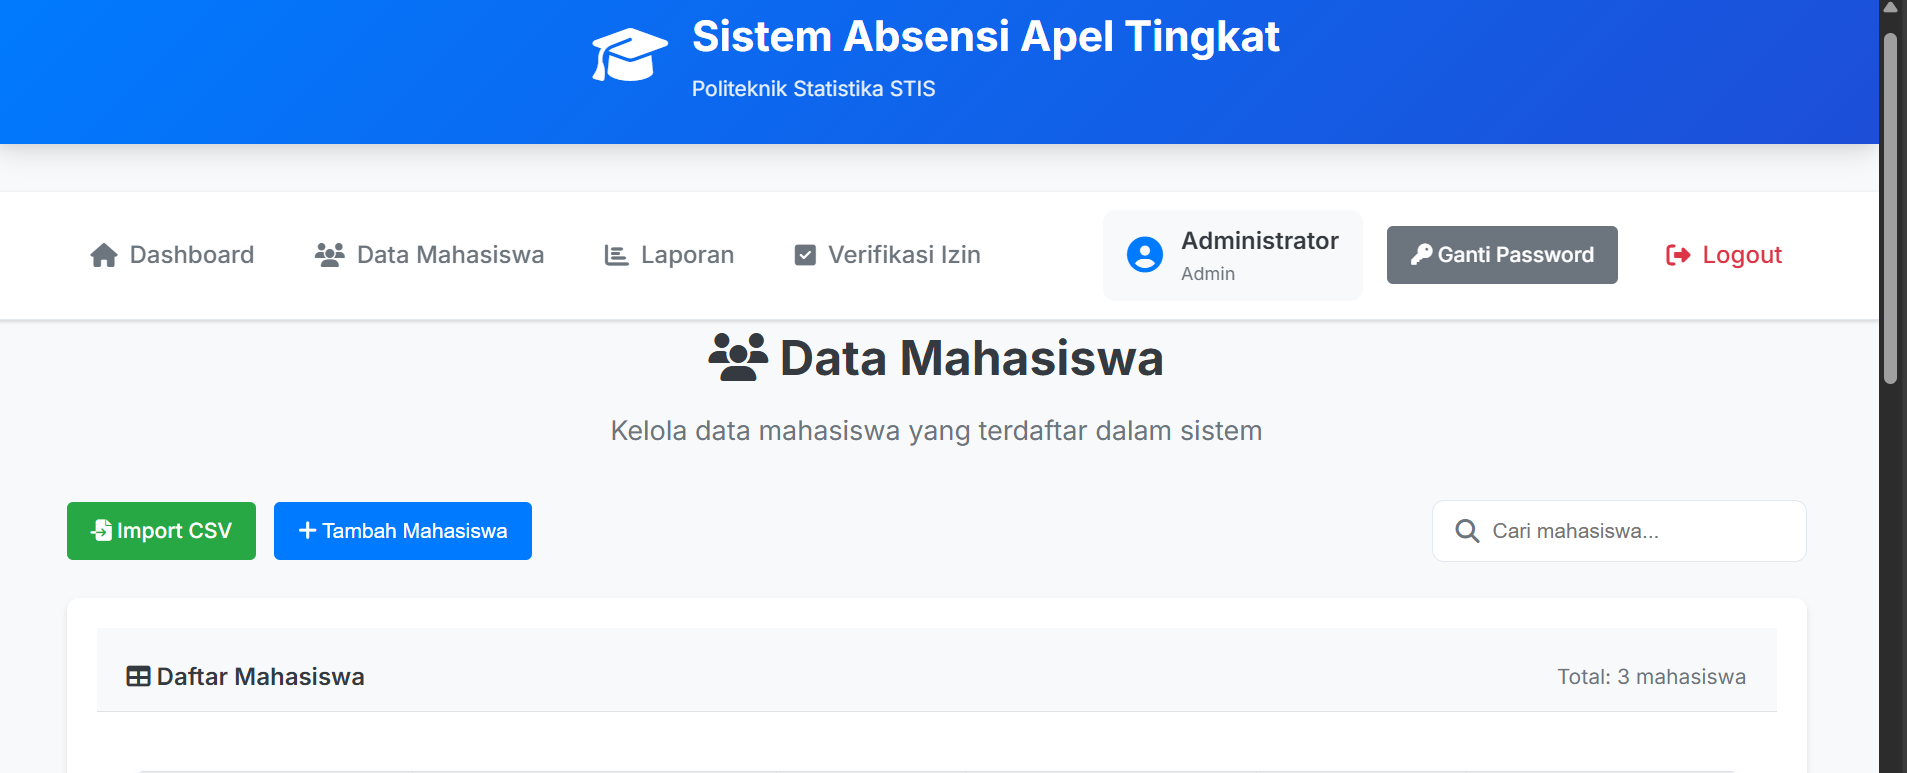 Sistem Absensi Apel Tingkat
Politeknik Statistika STIS
Dashboard
Data Mahasiswa
Laporan
Verifikasi Izin
Administrator
Admin
Ganti Password
Logout
Data Mahasiswa
Kelola data mahasiswa yang terdaftar dalam sistem
Import CSV
Tambah Mahasiswa
Cari mahasiswa...
Daftar Mahasiswa
Total: 3 mahasiswa